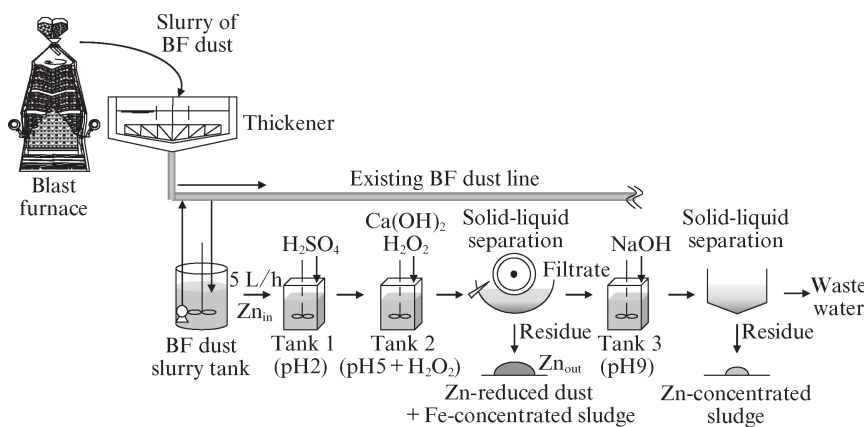 Slurry of
BF dust
Thickener
Blast
furnace
Existing BF dust line
5 L/h
Zn_in
BF dust
slurry tank
H₂SO₄
Tank 1
(pH2)
Ca(OH)₂
H₂O₂
Tank 2
(pH5 + H₂O₂)
Solid-liquid
separation
Filtrate
Residue
Zn_out
Zn-reduced dust
+ Fe-concentrated sludge
NaOH
Tank 3
(pH9)
Solid-liquid
separation
Residue
Zn-concentrated
sludge
Waste
water